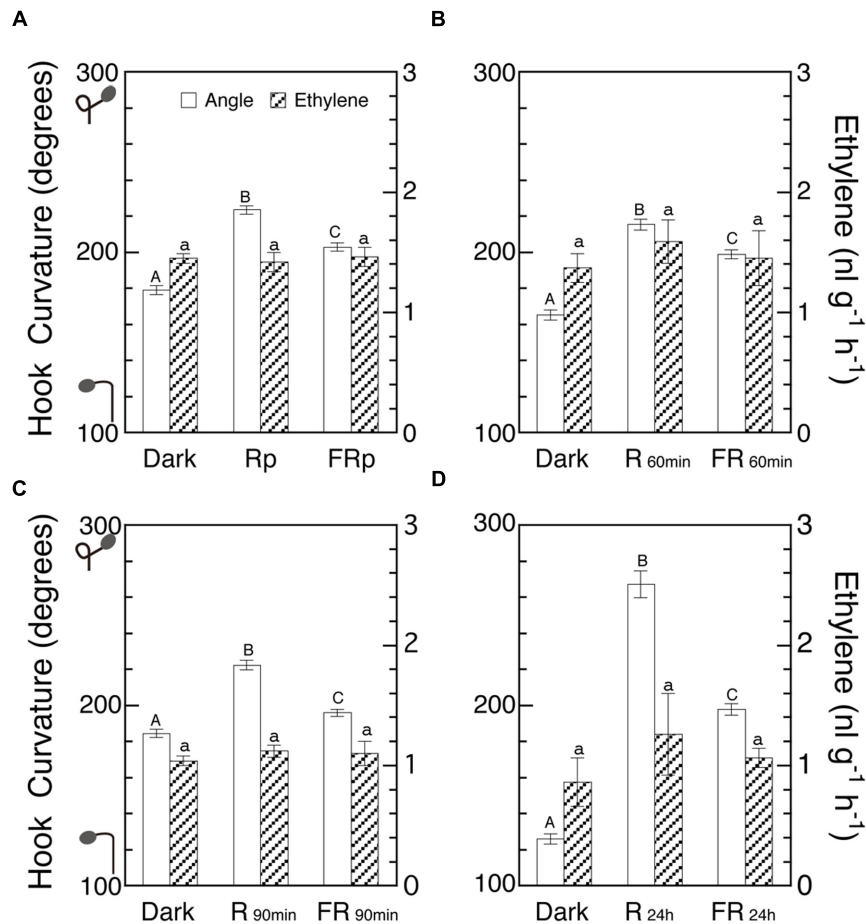 A
B
Hook Curvature (degrees)
300
200
100
Angle
Ethylene
3
2
1
0
A
a
B
a
C
a
Dark
Rp
FRp
300
200
100
3
2
1
0
Ethylene (nl g-1 h-1)
A
a
B
a
C
a
Dark
R 60min
FR 60min
C
D
Hook Curvature (degrees)
300
200
100
3
2
1
0
A
a
B
a
C
a
Dark
R 90min
FR 90min
300
200
100
3
2
1
0
Ethylene (nl g-1 h-1)
A
a
B
a
C
a
Dark
R 24h
FR 24h